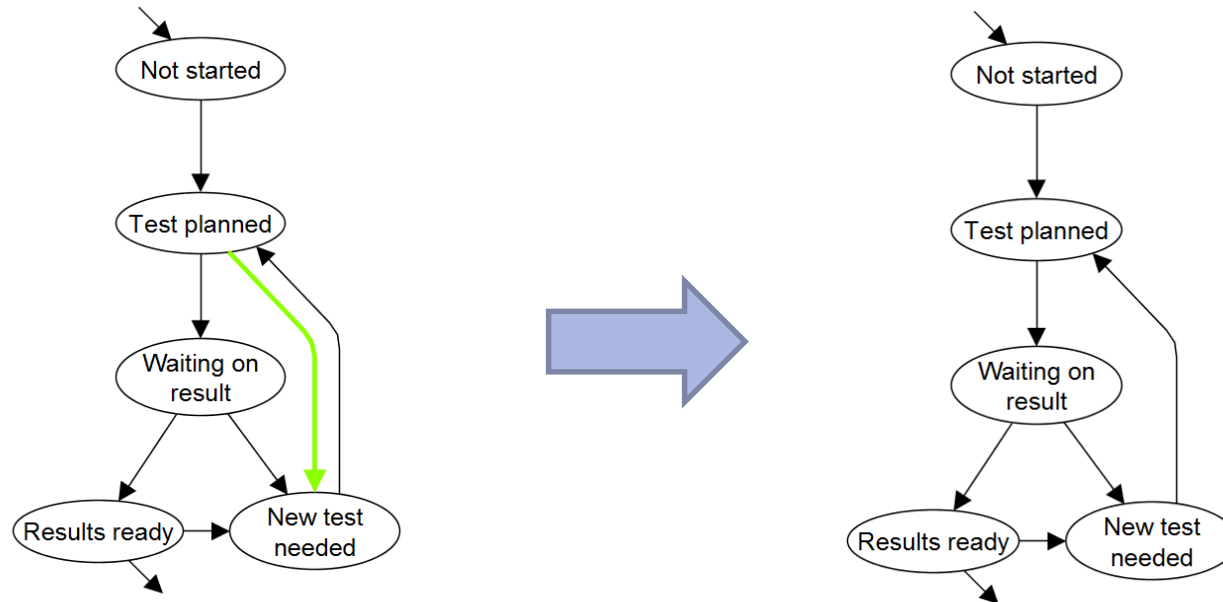 Not started
Test planned
Waiting on
result
Results ready
New test
needed
Not started
Test planned
Waiting on
result
Results ready
New test
needed